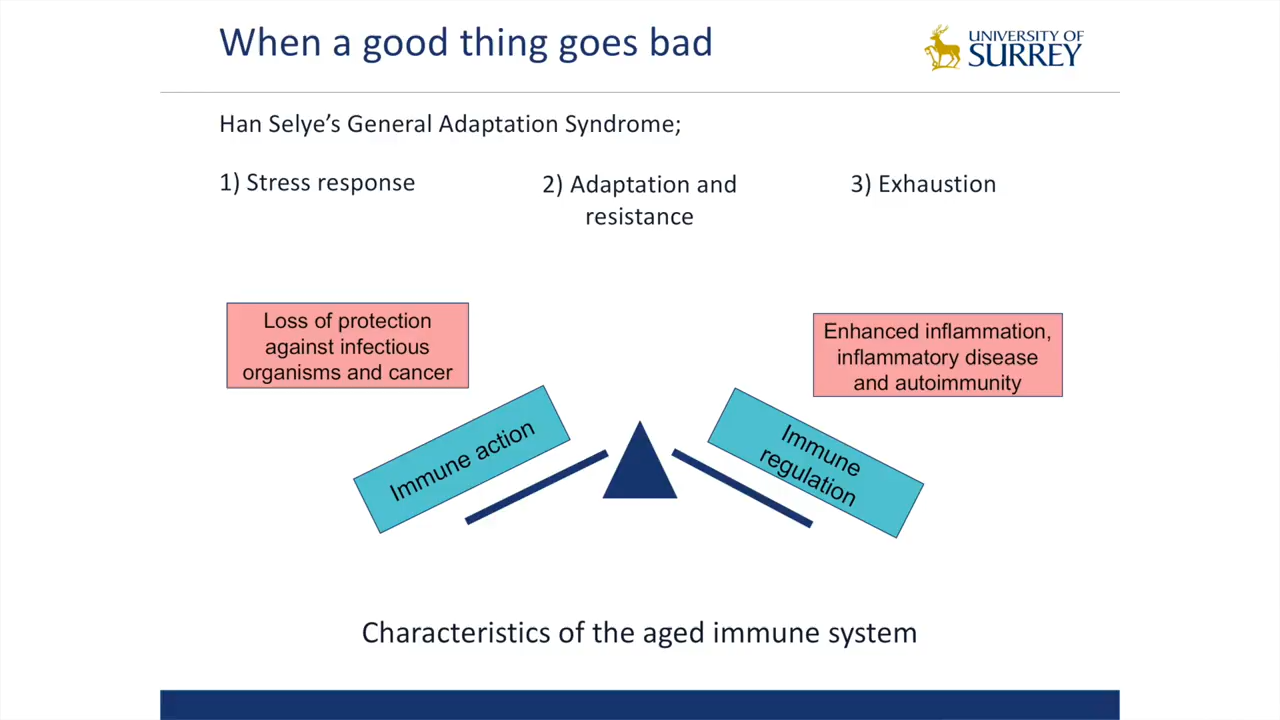 When a good thing goes bad
UNIVERSITY OF
SURREY
Han Selye’s General Adaptation Syndrome;
1) Stress response
2) Adaptation and
resistance
3) Exhaustion
Loss of protection
against infectious
organisms and cancer
Enhanced inflammation,
inflammatory disease
and autoimmunity
Immune action
Immune
regulation
Characteristics of the aged immune system